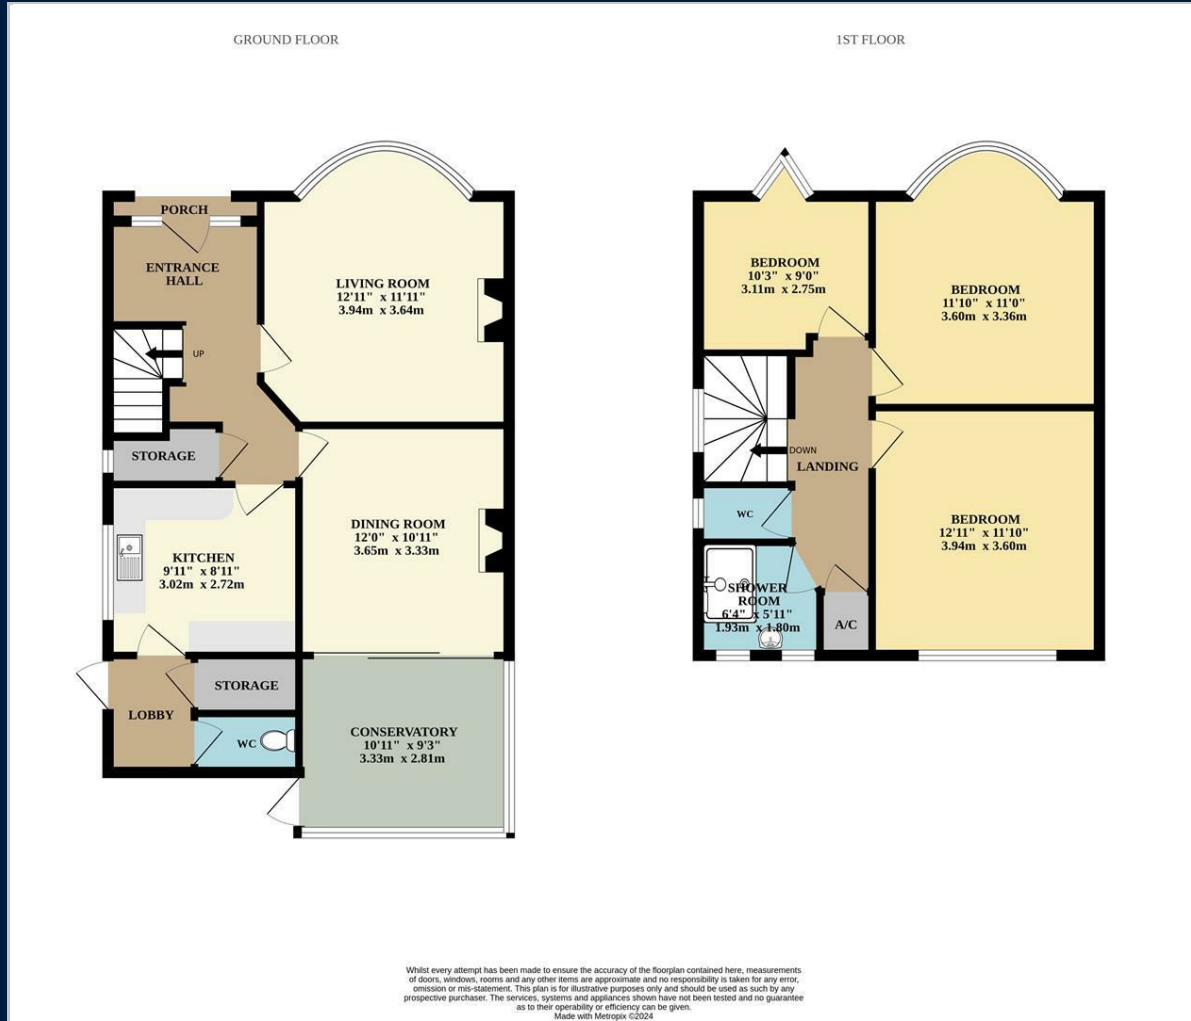 GROUND FLOOR
PORCH
ENTRANCE
HALL
UP
LIVING ROOM
12'11" x 11'11"
3.94m x 3.64m
STORAGE
KITCHEN
9'11" x 8'11"
3.02m x 2.72m
DINING ROOM
12'0" x 10'11"
3.65m x 3.33m
STORAGE
LOBBY
WC
CONSERVATORY
10'11" x 9'3"
3.33m x 2.81m
1ST FLOOR
BEDROOM
10'3" x 9'0"
3.11m x 2.75m
BEDROOM
11'10" x 11'0"
3.60m x 3.36m
DOWN
LANDING
WC
BEDROOM
12'11" x 11'10"
3.94m x 3.60m
SHOWER
ROOM
6'4" x 5'11"
1.93m x 1.80m
A/C
Whilst every attempt has been made to ensure the accuracy of the floorplan contained here, measurements
of doors, windows, rooms and any other items are approximate and no responsibility is taken for any error,
omission or mis-statement. This plan is for illustrative purposes only and should be used as such by any
prospective purchaser. The services, systems and appliances shown have not been tested and no guarantee
as to their operability or efficiency can be given.
Made with Metropix ©2024